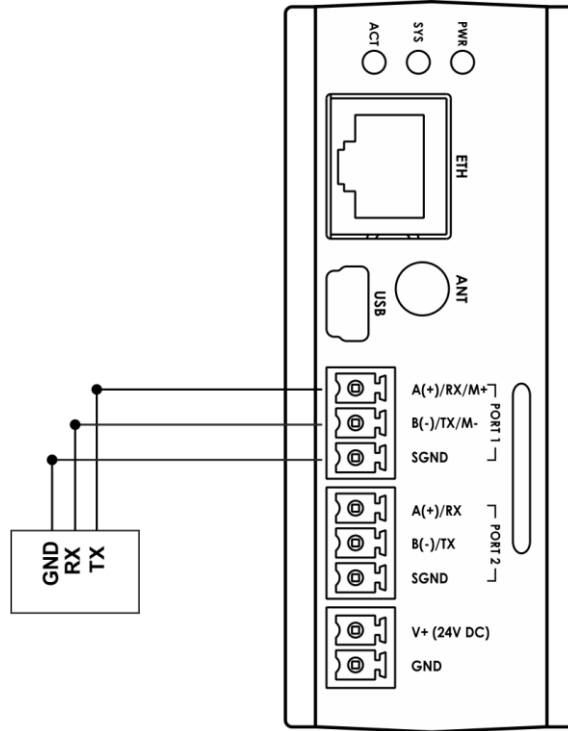 ACT SYS PWR
ETH
ANT
USB
A(+)/RX/M+
B(-)/TX/M-
SGND
PORT 1
A(+)/RX
B(-)/TX
SGND
PORT 2
V+ (24V DC)
GND
GND
RX
TX